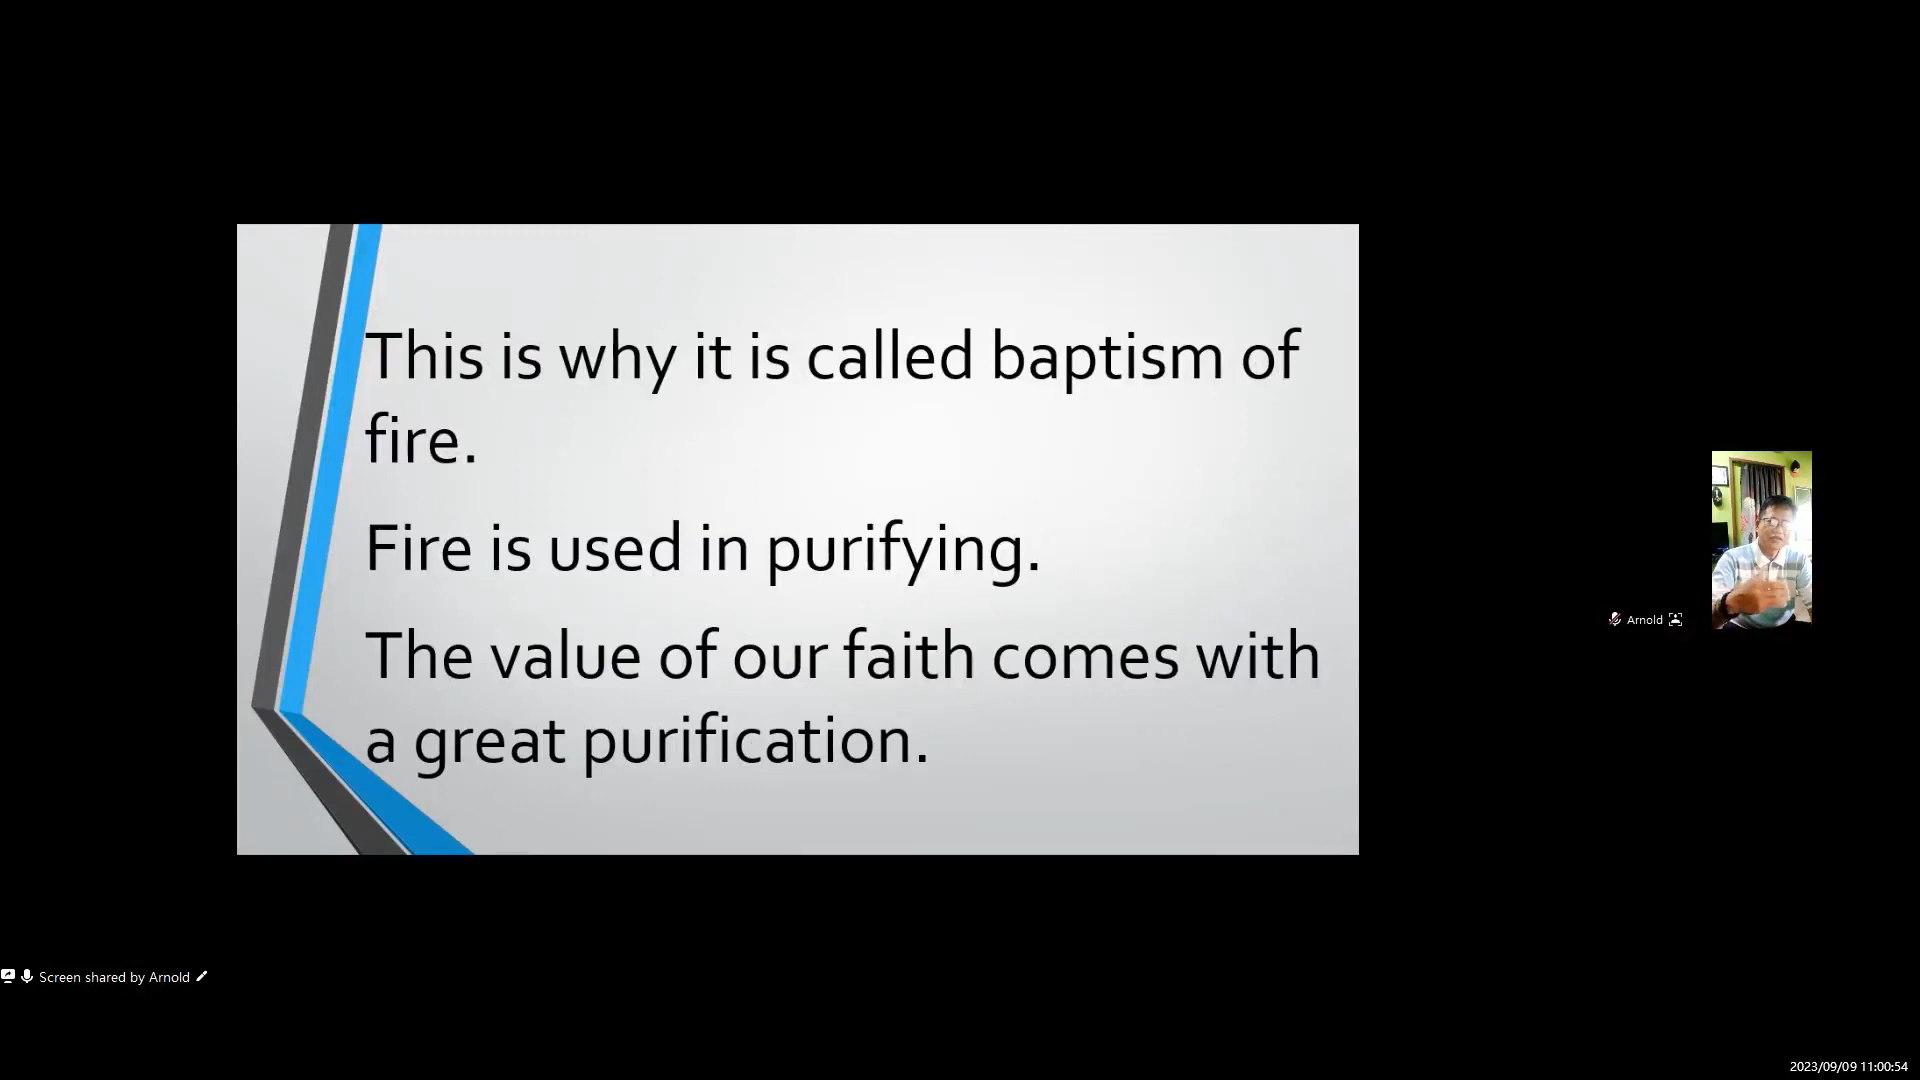 This is why it is called baptism of
fire.
Fire is used in purifying.
The value of our faith comes with
a great purification.
Arnold
Screen shared by Arnold
2023/09/09 11:00:54